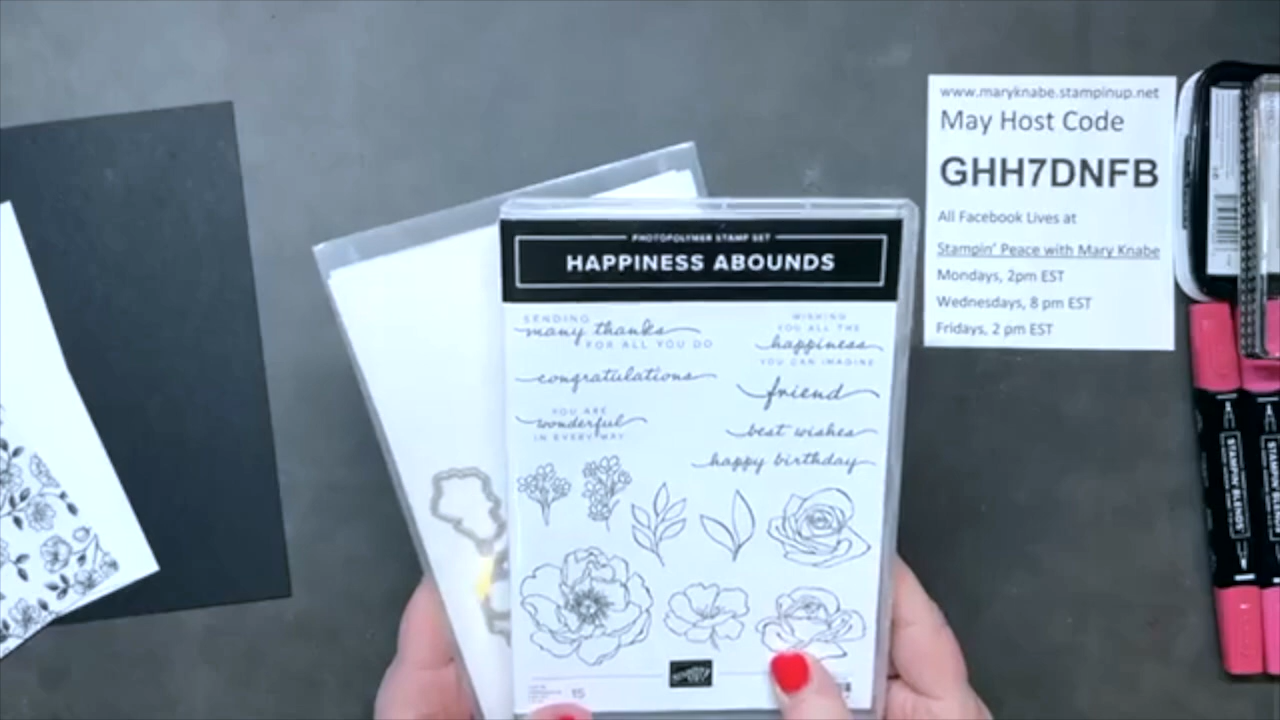 www.maryknabe.stampinup.net
May Host Code
GHH7DNFB
All Facebook Lives at
Stampin’ Peace with Mary Knabe
Mondays, 2pm EST
Wednesdays, 8 pm EST
Fridays, 2 pm EST
PHOTOPOLYMER STAMP SET
HAPPINESS ABOUNDS
SENDING
many thanks
FOR ALL YOU DO
WISHING
YOU ALL THE
happiness
YOU CAN IMAGINE
congratulations
friend
YOU ARE
wonderful
IN EVERY WAY
best wishes
happy birthday
15
STAMPIN' BLENDS
STAMPIN' BLENDS